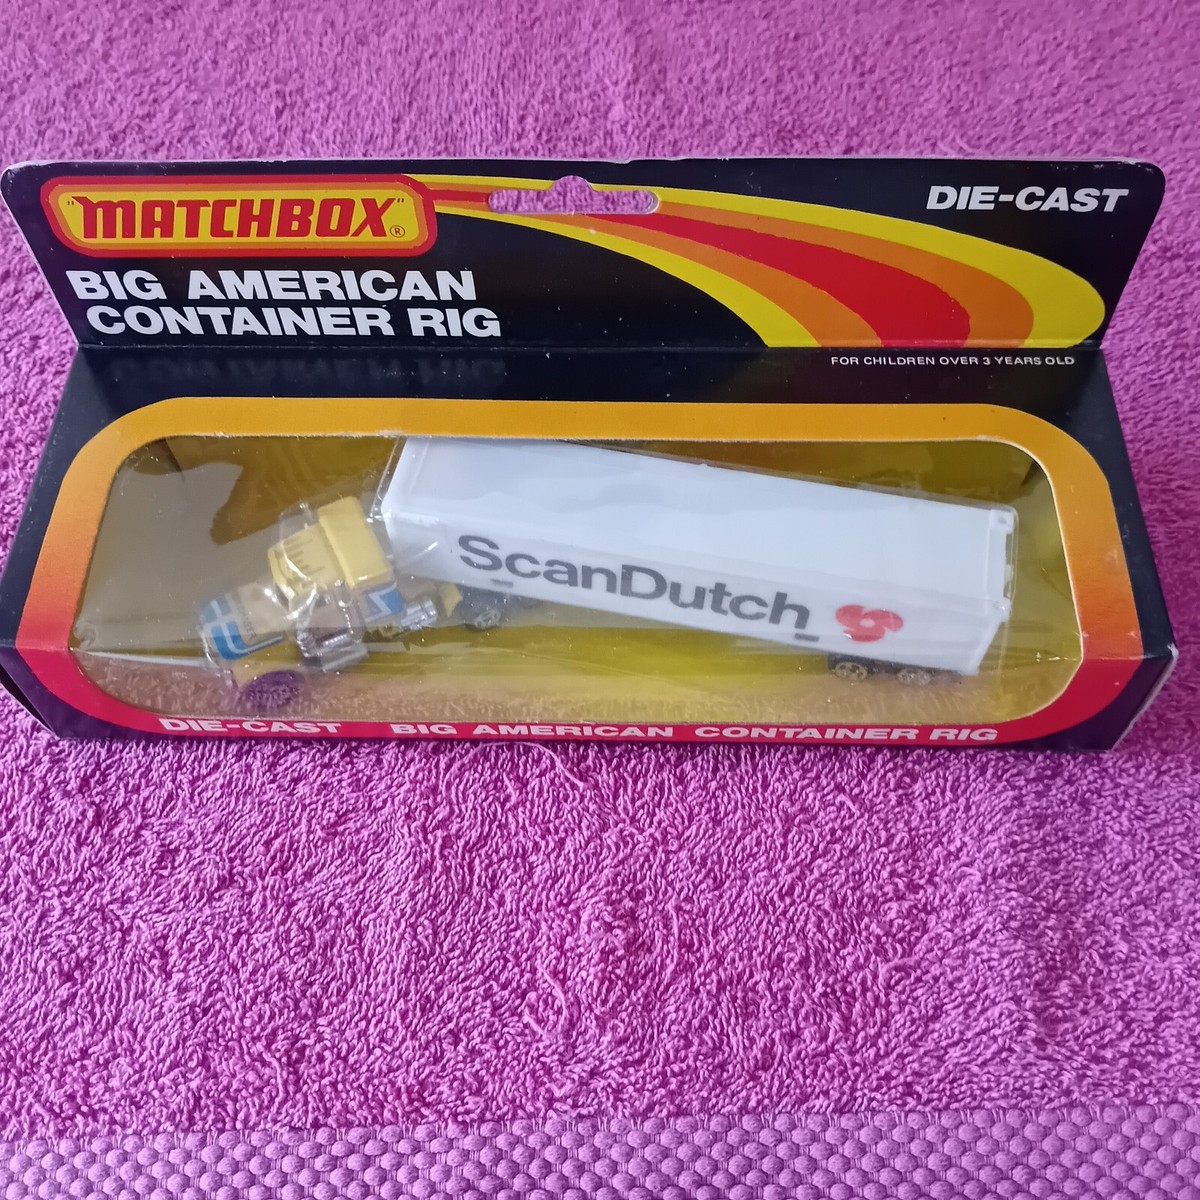 "MATCHBOX"®
DIE-CAST
BIG AMERICAN
CONTAINER RIG
FOR CHILDREN OVER 3 YEARS OLD
ScanDutch
DIE-CAST BIG AMERICAN CONTAINER RIG